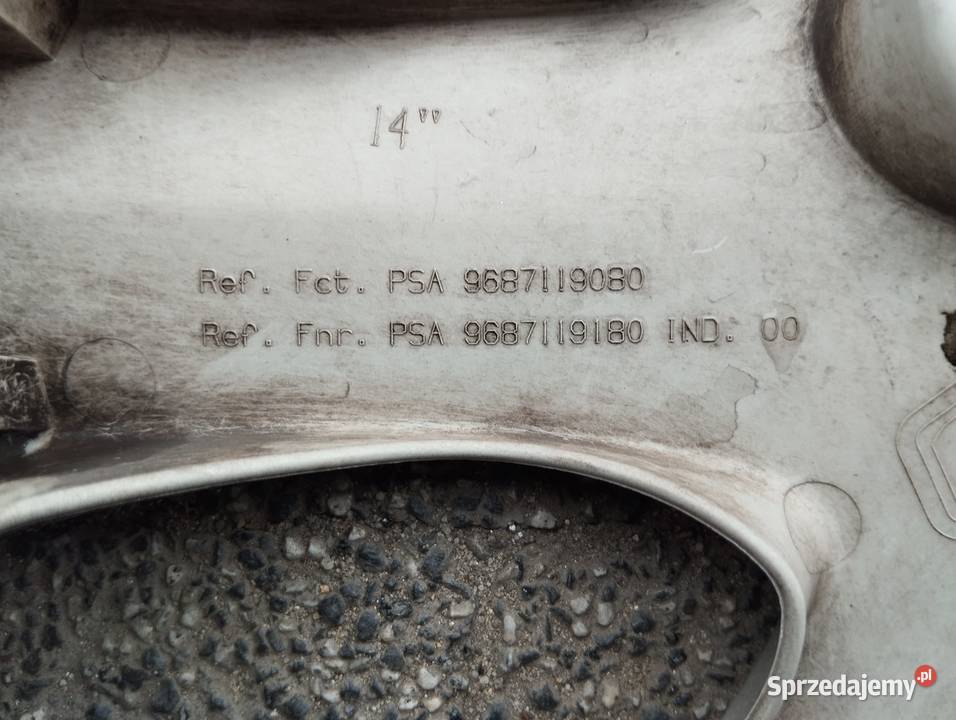 14"
Ref. Fct. PSA 9687119080
Ref. Fnr. PSA 9687119180 IND. 00
Sprzedajemy.pl